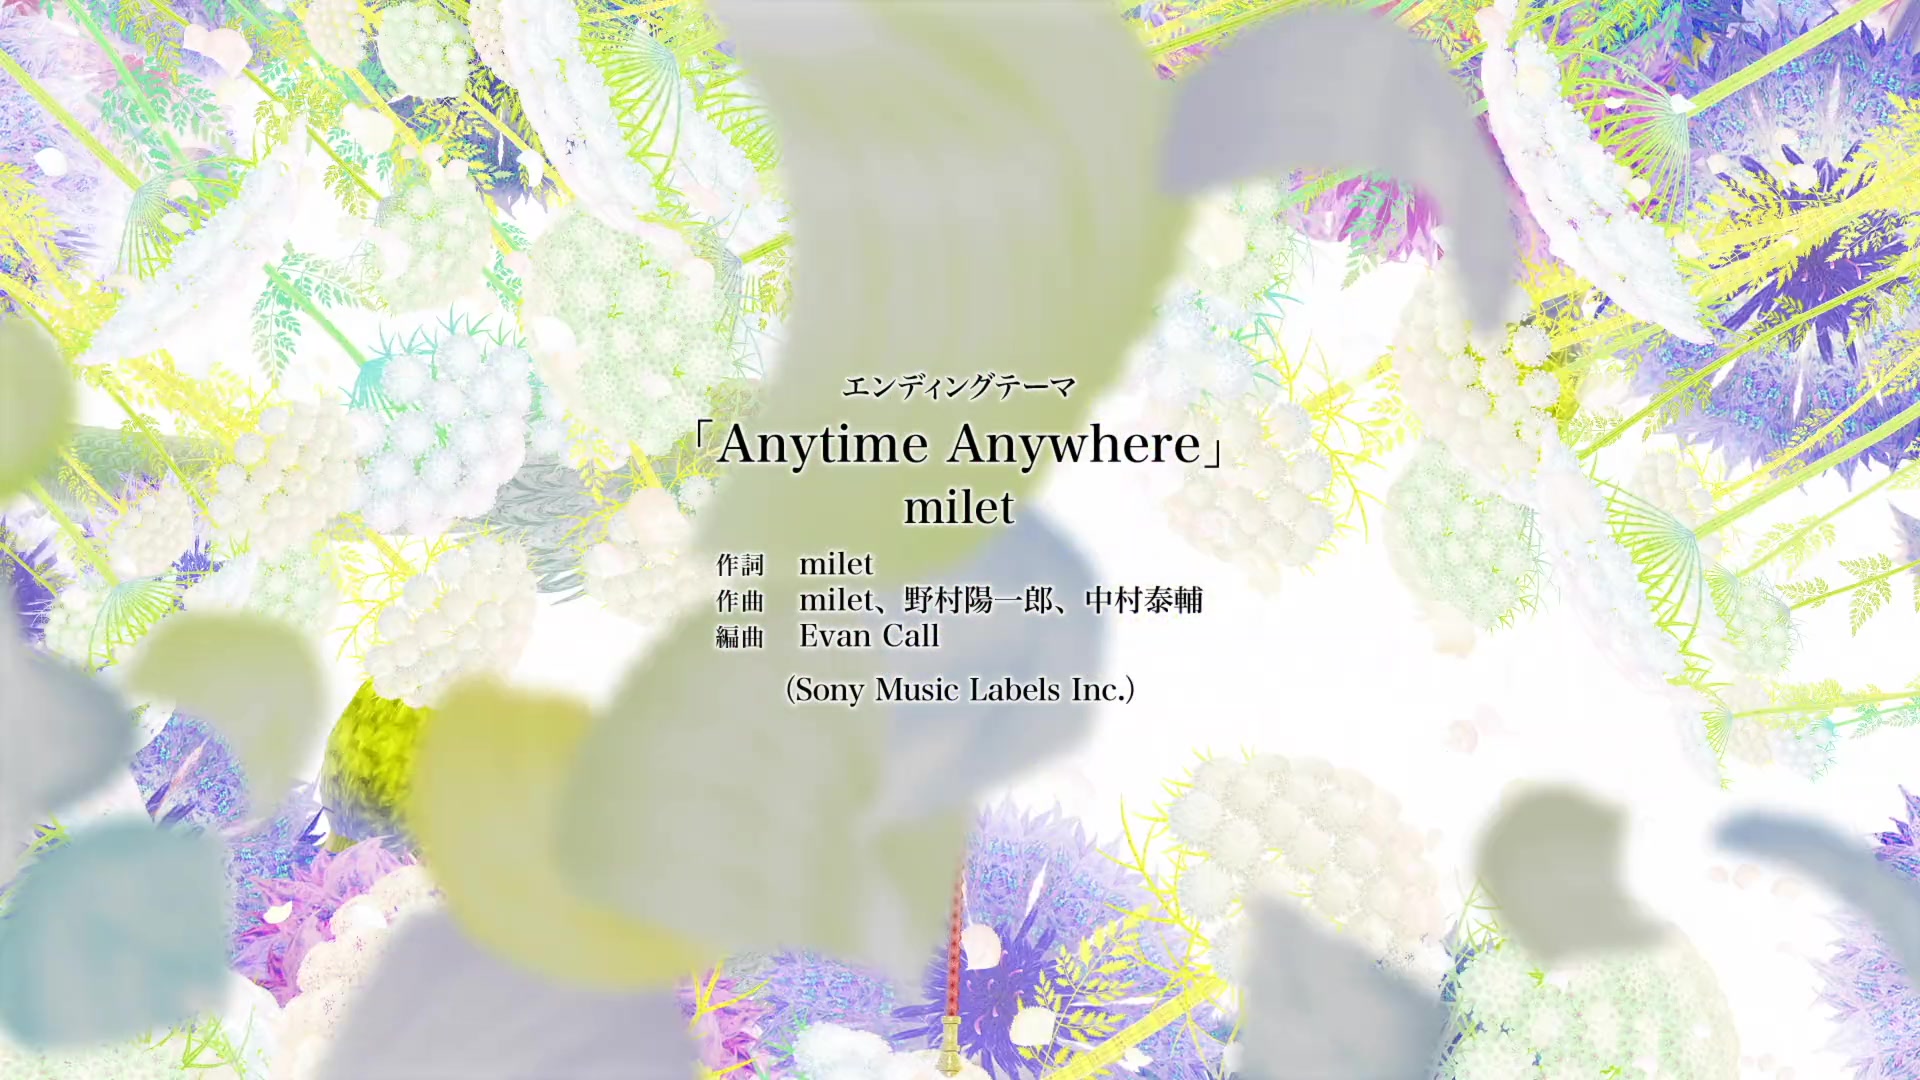 エンディングテーマ
「Anytime Anywhere」
milet
作詞 milet
作曲 milet、野村陽一郎、中村泰輔
編曲 Evan Call
(Sony Music Labels Inc.)